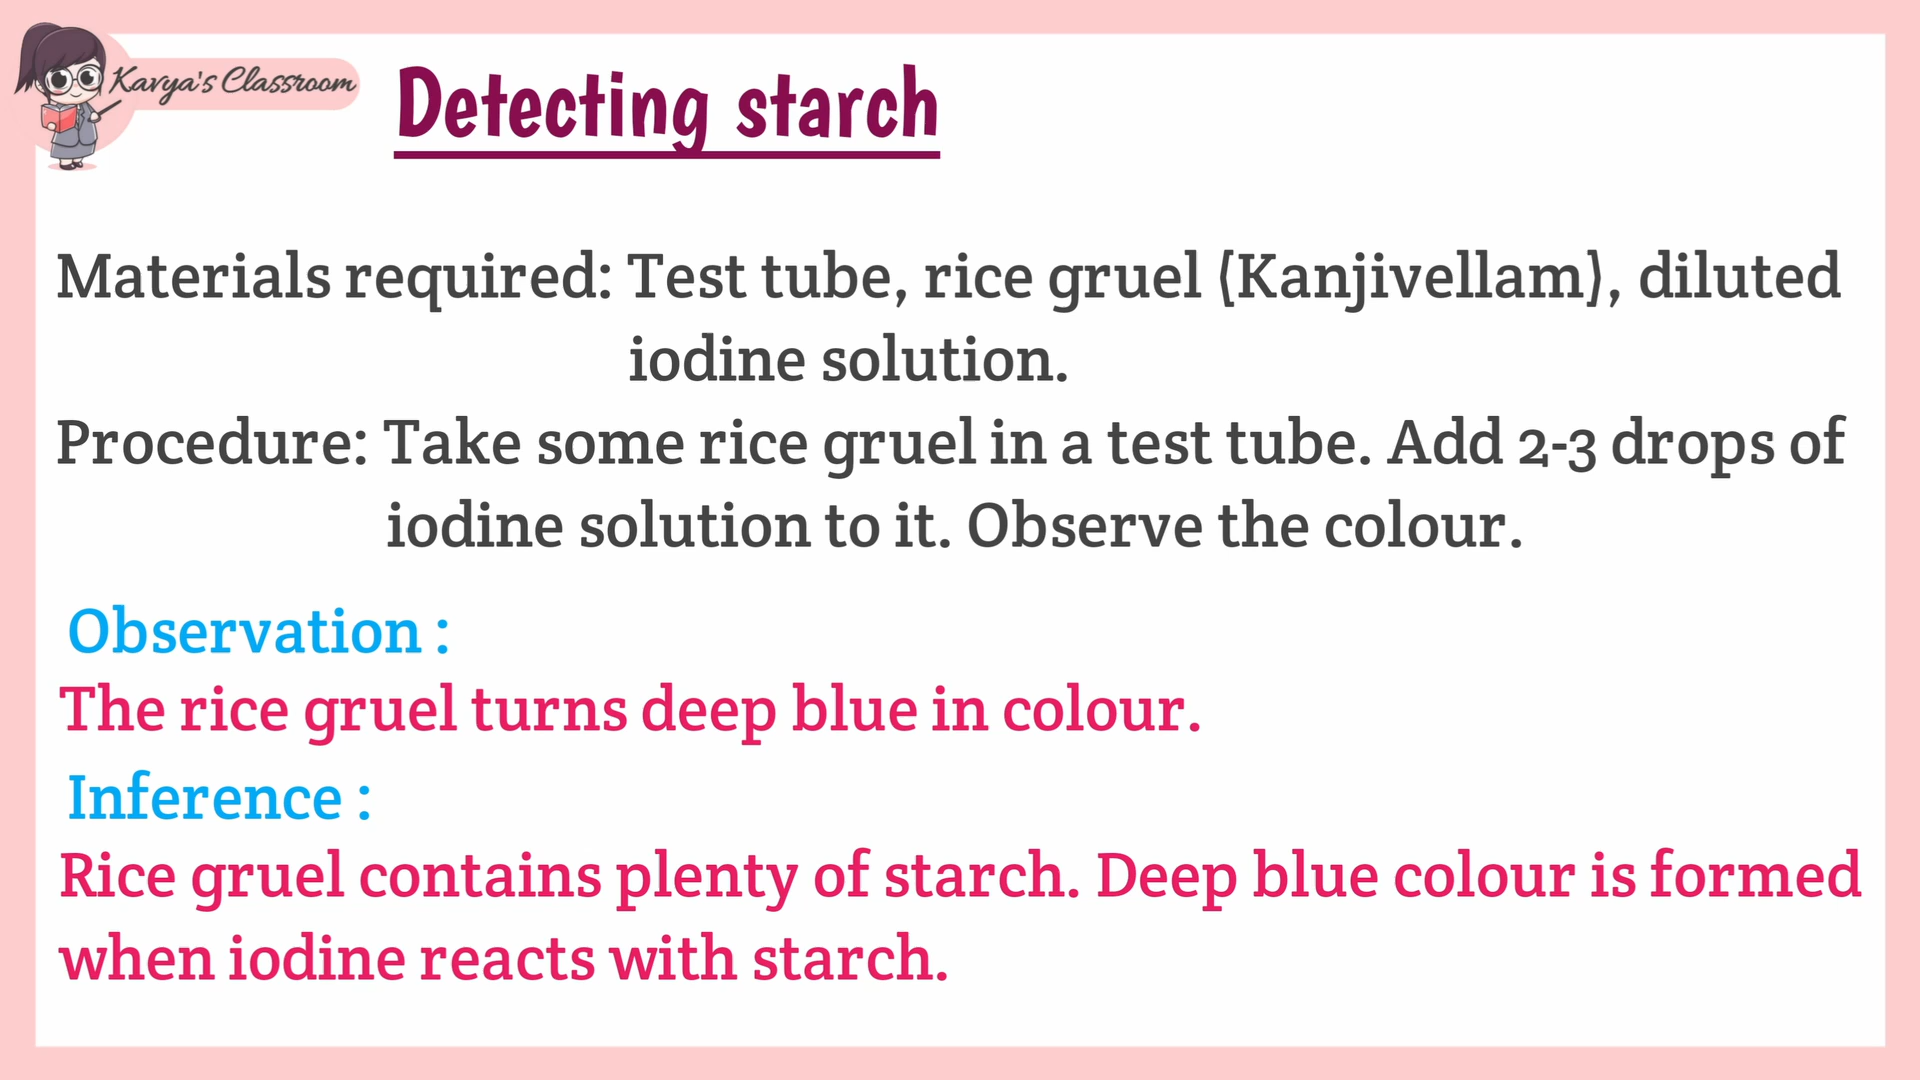 Karya's Classroom
Detecting starch
Materials required: Test tube, rice gruel (Kanjivellam), diluted
iodine solution.
Procedure: Take some rice gruel in a test tube. Add 2-3 drops of
iodine solution to it. Observe the colour.
Observation :
The rice gruel turns deep blue in colour.
Inference :
Rice gruel contains plenty of starch. Deep blue colour is formed
when iodine reacts with starch.